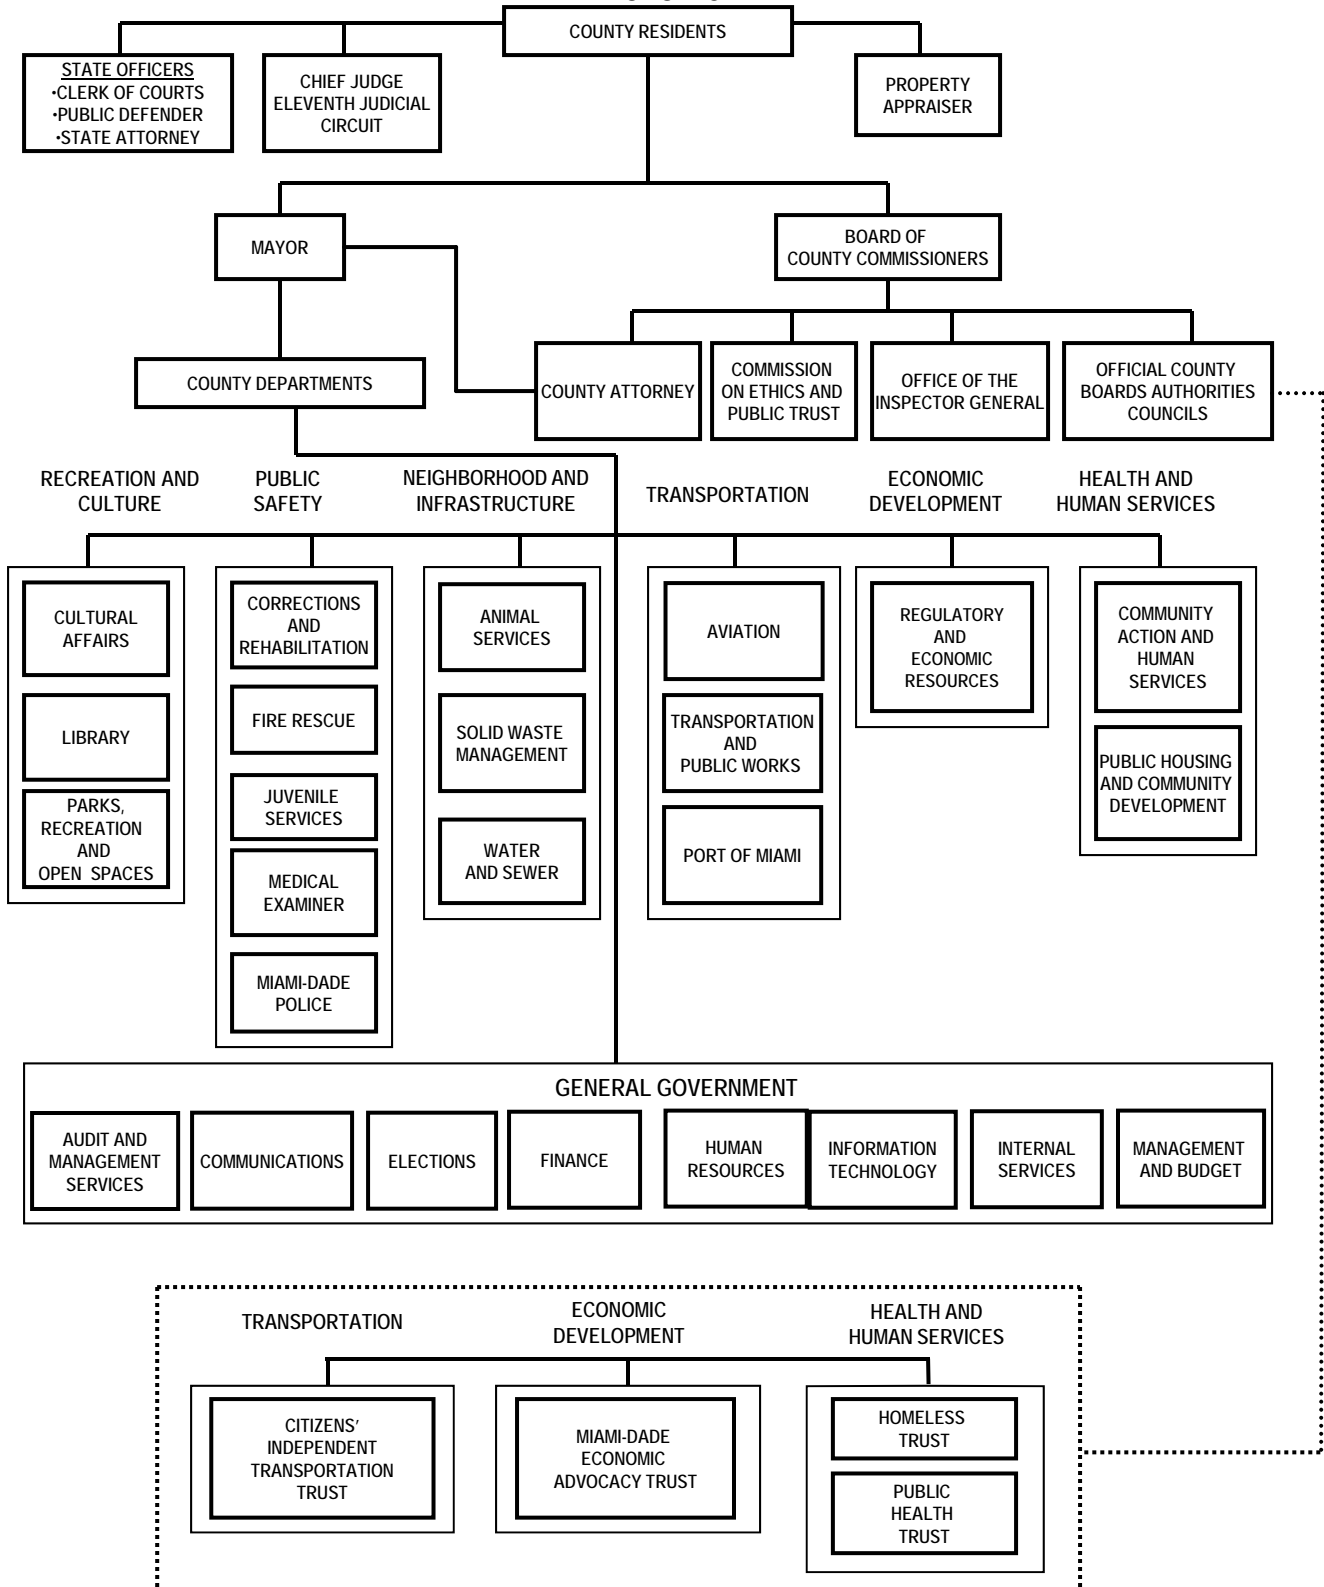 COUNTY RESIDENTS
STATE OFFICERS
•CLERK OF COURTS
•PUBLIC DEFENDER
•STATE ATTORNEY
CHIEF JUDGE
ELEVENTH JUDICIAL
CIRCUIT
PROPERTY
APPRAISER
MAYOR
BOARD OF
COUNTY COMMISSIONERS
COUNTY DEPARTMENTS
COUNTY ATTORNEY
COMMISSION
ON ETHICS AND
PUBLIC TRUST
OFFICE OF THE
INSPECTOR GENERAL
OFFICIAL COUNTY
BOARDS AUTHORITIES
COUNCILS
RECREATION AND
CULTURE
PUBLIC
SAFETY
NEIGHBORHOOD AND
INFRASTRUCTURE
TRANSPORTATION
ECONOMIC
DEVELOPMENT
HEALTH AND
HUMAN SERVICES
CULTURAL
AFFAIRS
LIBRARY
PARKS,
RECREATION
AND
OPEN SPACES
CORRECTIONS
AND
REHABILITATION
FIRE RESCUE
JUVENILE
SERVICES
MEDICAL
EXAMINER
MIAMI-DADE
POLICE
ANIMAL
SERVICES
SOLID WASTE
MANAGEMENT
WATER
AND SEWER
AVIATION
TRANSPORTATION
AND
PUBLIC WORKS
PORT OF MIAMI
REGULATORY
AND
ECONOMIC
RESOURCES
COMMUNITY
ACTION AND
HUMAN
SERVICES
PUBLIC HOUSING
AND COMMUNITY
DEVELOPMENT
GENERAL GOVERNMENT
AUDIT AND
MANAGEMENT
SERVICES
COMMUNICATIONS
ELECTIONS
FINANCE
HUMAN
RESOURCES
INFORMATION
TECHNOLOGY
INTERNAL
SERVICES
MANAGEMENT
AND BUDGET
TRANSPORTATION
ECONOMIC
DEVELOPMENT
HEALTH AND
HUMAN SERVICES
CITIZENS'
INDEPENDENT
TRANSPORTATION
TRUST
MIAMI-DADE
ECONOMIC
ADVOCACY TRUST
HOMELESS
TRUST
PUBLIC
HEALTH
TRUST